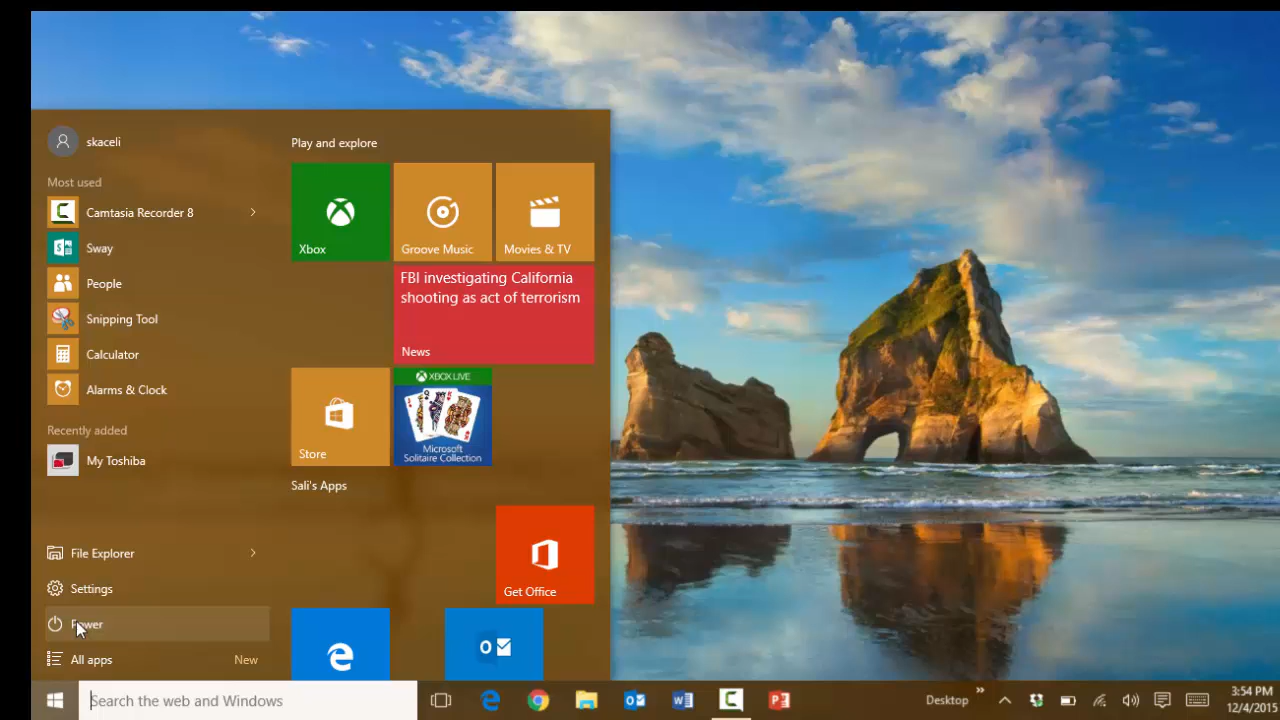 skaceli
Most used
Camtasia Recorder 8
Sway
People
Snipping Tool
Calculator
Alarms & Clock
Recently added
My Toshiba
File Explorer
Settings
Power
All apps New
Play and explore
Xbox
Groove Music
Movies & TV
FBI investigating California
shooting as act of terrorism
News
Store
XBOX LIVE
Microsoft
Solitaire Collection
Sali's Apps
Get Office
Search the web and Windows
Desktop
3:54 PM
12/4/2015